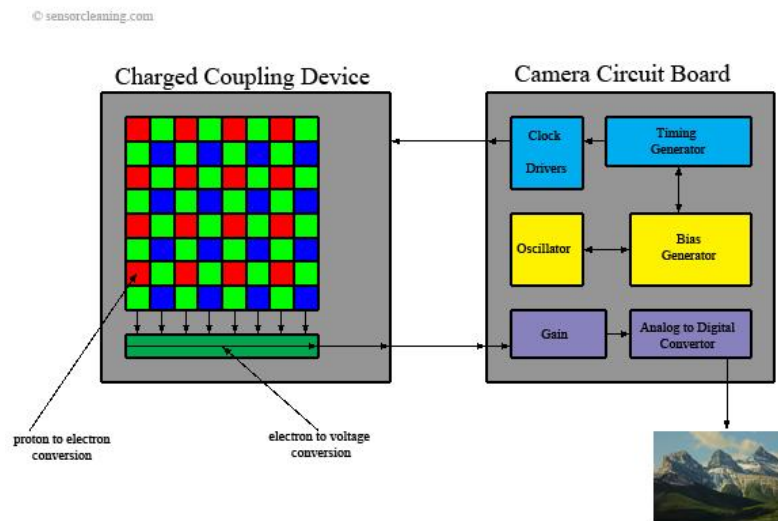 © sensorcleaning.com
Charged Coupling Device
Camera Circuit Board
Clock
Drivers
Timing
Generator
Oscillator
Bias
Generator
Gain
Analog to Digital
Convertor
proton to electron
conversion
electron to voltage
conversion